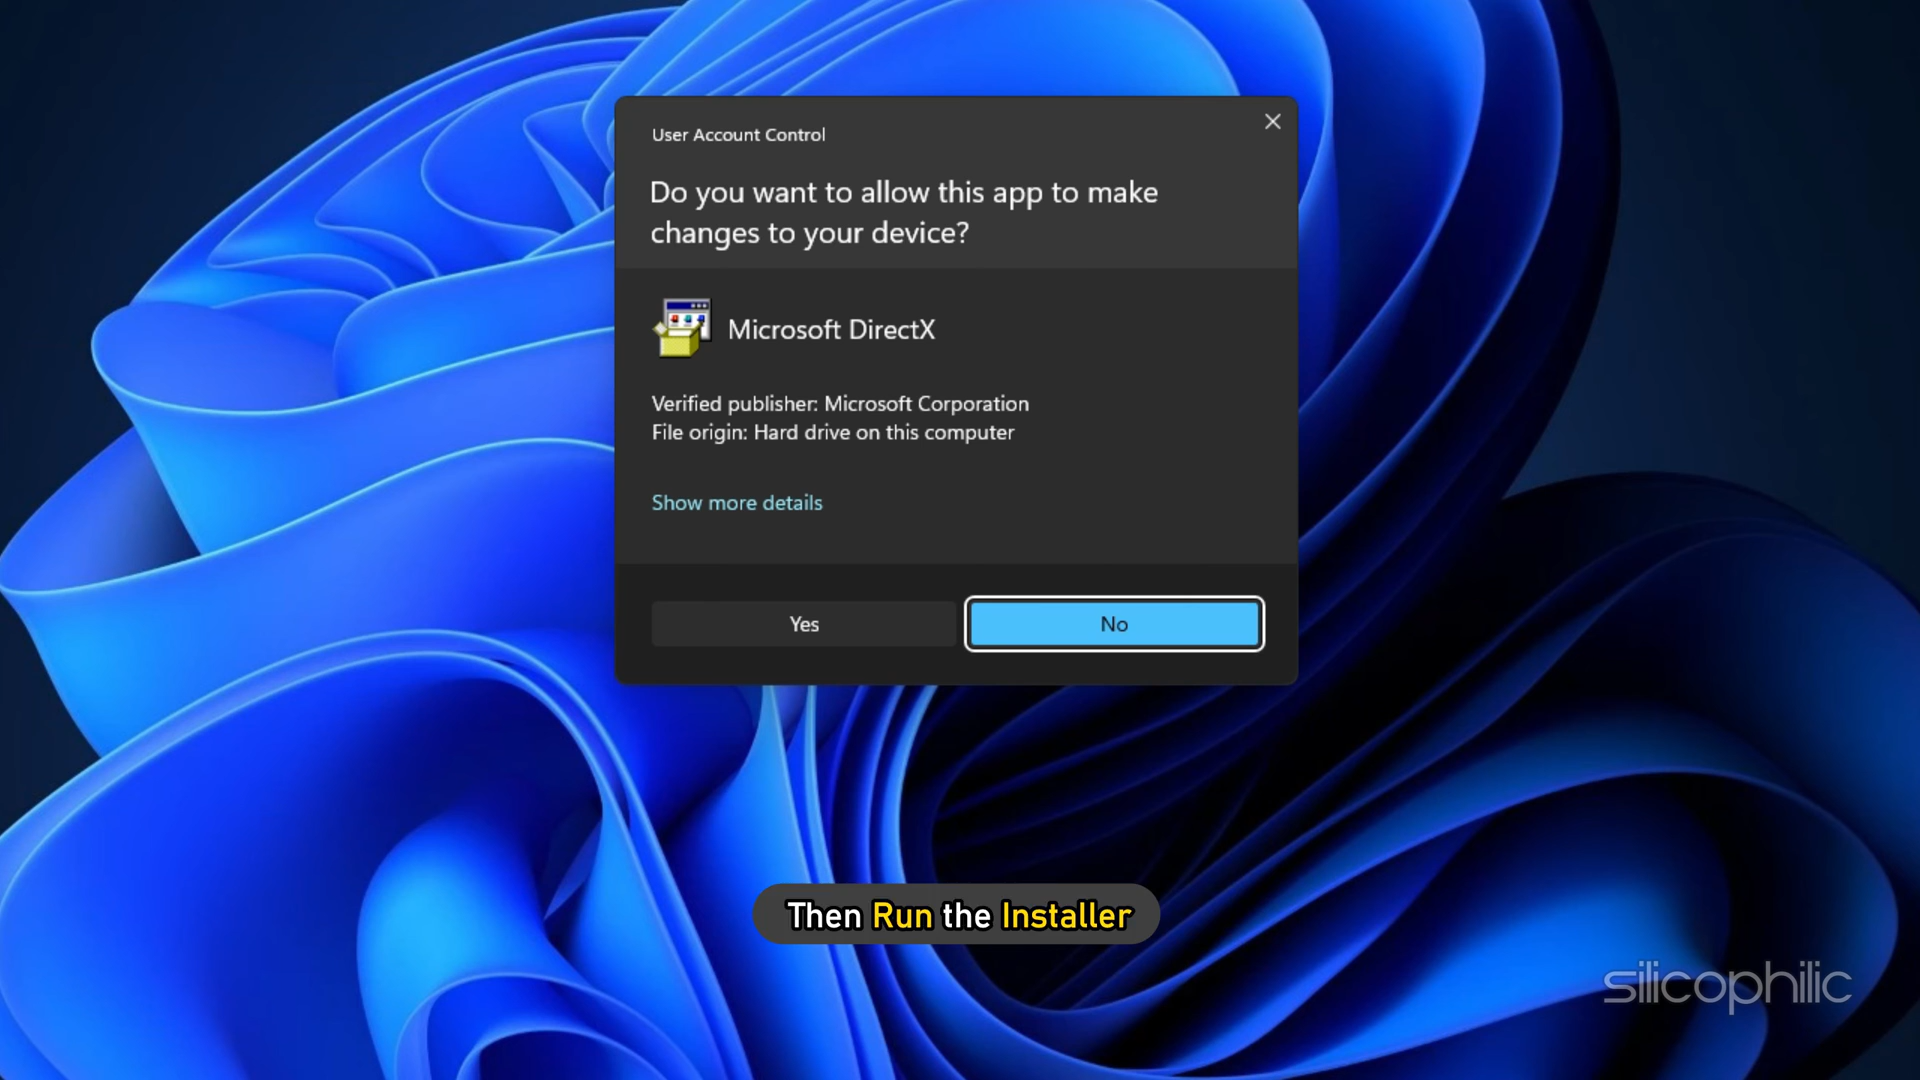 User Account Control
Do you want to allow this app to make
changes to your device?
Microsoft DirectX
Verified publisher: Microsoft Corporation
File origin: Hard drive on this computer
Show more details
Yes
No
Then Run the Installer
silicophilic